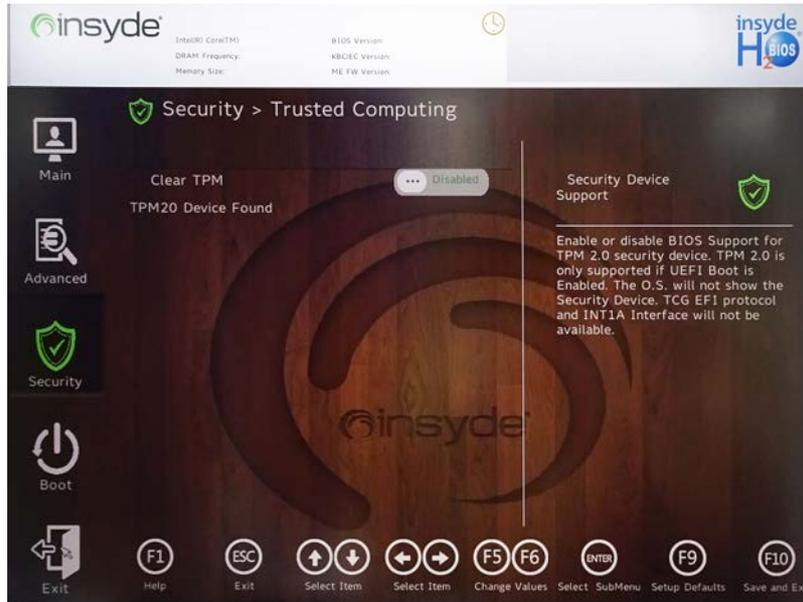 insyde
Intel(R) Core(TM)
DRAM Frequency:
Memory Size:
BIOS Version:
KBC/EC Version:
ME FW Version:
insyde
H2O BIOS
Security > Trusted Computing
Main
Advanced
Security
Boot
Exit
Clear TPM
Disabled
TPM20 Device Found
Security Device
Support
Enable or disable BIOS Support for
TPM 2.0 security device. TPM 2.0 is
only supported if UEFI Boot is
Enabled. The O.S. will not show the
Security Device. TCG EFI protocol
and INT1A Interface will not be
available.
insyde
F1
Help
ESC
Exit
Select Item
Select Item
F5 F6
Change Values
ENTER
Select SubMenu
F9
Setup Defaults
F10
Save and Ex